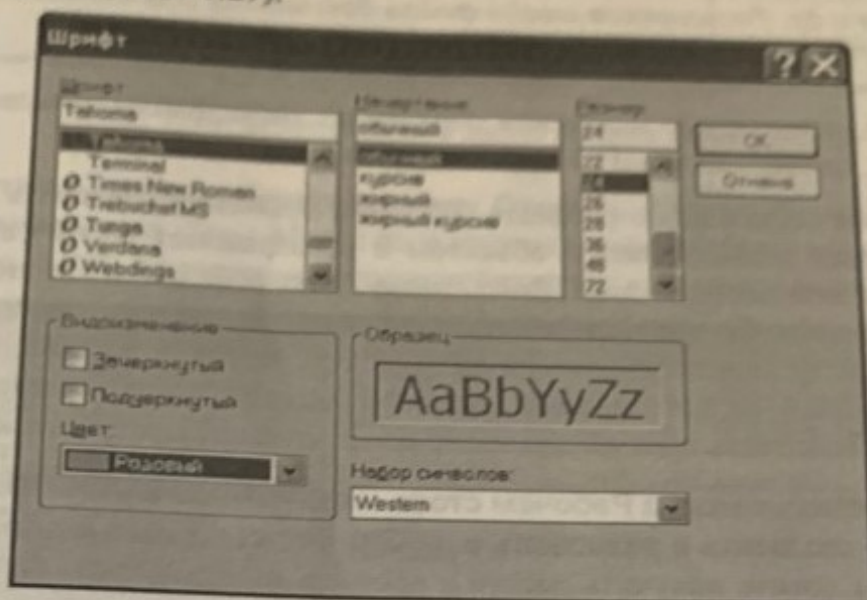 Шрифт
Шрифт:
Tahoma
Tahoma
Terminal
Times New Roman
Trebuchet MS
Tunga
Verdana
Webdings
Начертание:
обычный
обычный
курсив
жирный
жирный курсив
Размер:
24
22
24
26
28
36
48
72
OK
Отмена
Видоизменение
Зачеркнутый
Подчеркнутый
Цвет:
Розовый
Образец
AaBbYyZz
Набор символов:
Western